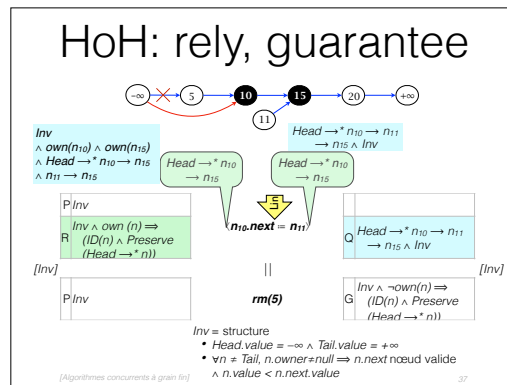 HoH: rely, guarantee
−∞ 5 10 15 20 +∞
11
Inv
∧ own(n10) ∧ own(n15)
∧ Head →* n10 → n15
∧ n11 → n15
Head →* n10 → n11
→ n15 ∧ Inv
Head →* n10
→ n15
Head →* n10
→ n15
P Inv
R Inv ∧ own (n) ⟹
(ID(n) ∧ Preserve
(Head →* n))
n10.next = n11
Q Head →* n10 → n11
→ n15 ∧ Inv
[Inv] || [Inv]
P Inv
rm(5)
G Inv ∧ ¬own(n) ⟹
(ID(n) ∧ Preserve
(Head →* n))
Inv = structure
• Head.value = −∞ ∧ Tail.value = +∞
• ∀n ≠ Tail, n.owner≠null ⟹ n.next nœud valide
∧ n.value < n.next.value
[Algorithmes concurrents à grain fin] 37